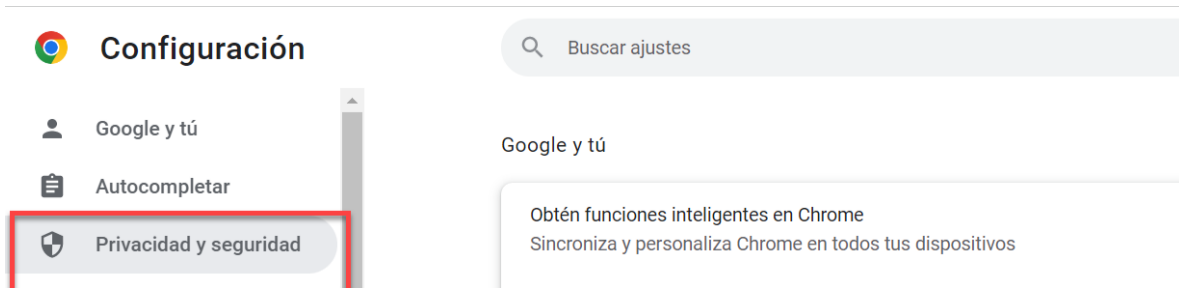 Configuración
Buscar ajustes
Google y tú
Autocompletar
Privacidad y seguridad
Google y tú
Obtén funciones inteligentes en Chrome
Sincroniza y personaliza Chrome en todos tus dispositivos